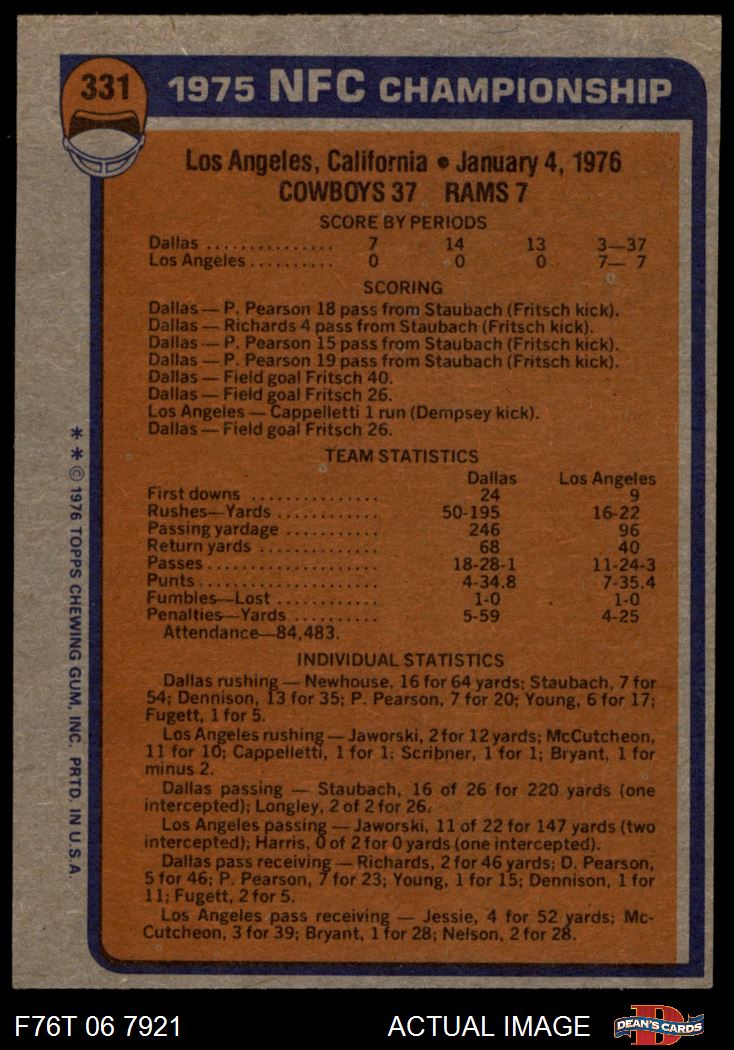 331
1975 NFC CHAMPIONSHIP
Los Angeles, California • January 4, 1976
COWBOYS 37 RAMS 7
SCORE BY PERIODS
Dallas ............... 7 14 13 3—37
Los Angeles .......... 0 0 0 7— 7
SCORING
Dallas — P. Pearson 18 pass from Staubach (Fritsch kick).
Dallas — Richards 4 pass from Staubach (Fritsch kick).
Dallas — P. Pearson 15 pass from Staubach (Fritsch kick).
Dallas — P. Pearson 19 pass from Staubach (Fritsch kick).
Dallas — Field goal Fritsch 40.
Dallas — Field goal Fritsch 26.
Los Angeles — Cappelletti 1 run (Dempsey kick).
Dallas — Field goal Fritsch 26.
TEAM STATISTICS
Dallas Los Angeles
First downs ............... 24 9
Rushes—Yards ............ 50-195 16-22
Passing yardage ........... 246 96
Return yards .............. 68 40
Passes .................... 18-28-1 11-24-3
Punts ..................... 4-34.8 7-35.4
Fumbles—Lost ............ 1-0 1-0
Penalties—Yards .......... 5-59 4-25
Attendance—84,483.
INDIVIDUAL STATISTICS
Dallas rushing — Newhouse, 16 for 64 yards; Staubach, 7 for
54; Dennison, 13 for 35; P. Pearson, 7 for 20; Young, 6 for 17;
Fugett, 1 for 5.
Los Angeles rushing — Jaworski, 2 for 12 yards; McCutcheon,
11 for 10; Cappelletti, 1 for 1; Scribner, 1 for 1; Bryant, 1 for
minus 2.
Dallas passing — Staubach, 16 of 26 for 220 yards (one
intercepted); Longley, 2 of 2 for 26.
Los Angeles passing — Jaworski, 11 of 22 for 147 yards (two
intercepted); Harris, 0 of 2 for 0 yards (one intercepted).
Dallas pass receiving — Richards, 2 for 46 yards; D. Pearson,
5 for 46; P. Pearson, 7 for 23; Young, 1 for 15; Dennison, 1 for
11; Fugett, 2 for 5.
Los Angeles pass receiving — Jessie, 4 for 52 yards; Mc-
Cutcheon, 3 for 39; Bryant, 1 for 28; Nelson, 2 for 28.
* * © 1976 TOPPS CHEWING GUM, INC. PRTD. IN U.S.A.
F76T 06 7921 ACTUAL IMAGE
D
DEAN'S CARDS